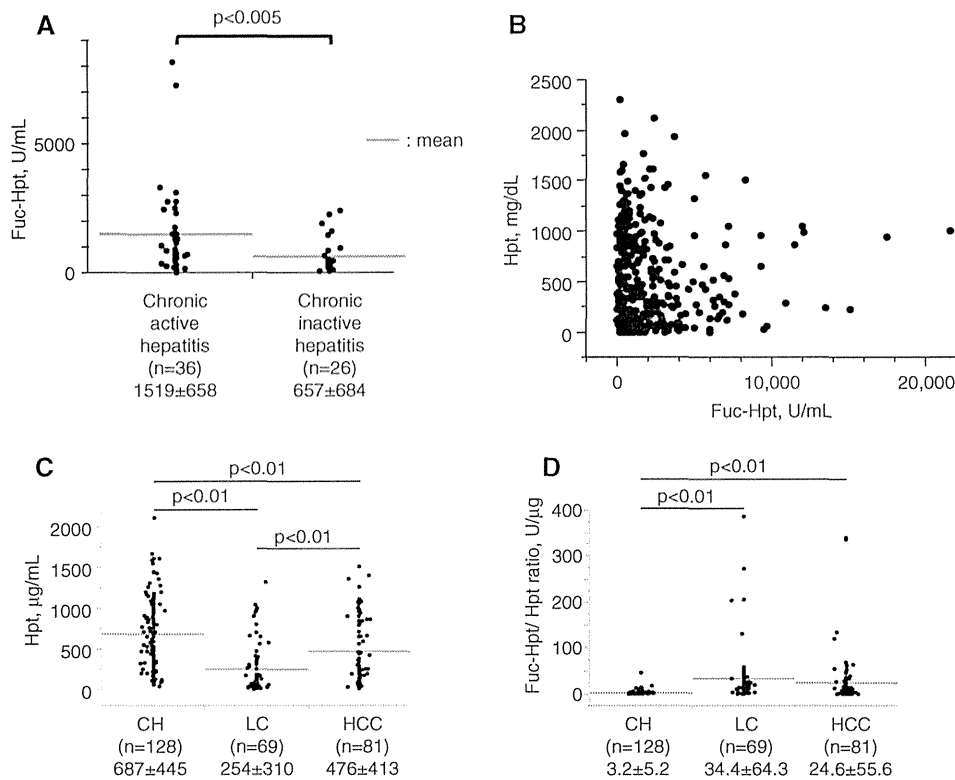 A
p<0.005
Fuc-Hpt, U/mL
5000
0
: mean
Chronic
active
hepatitis
(n=36)
1519±658
Chronic
inactive
hepatitis
(n=26)
657±684
B
Hpt, mg/dL
2500
2000
1500
1000
500
0
0
10,000
20,000
Fuc-Hpt, U/mL
C
p<0.01
p<0.01
p<0.01
Hpt, µg/mL
2000
1500
1000
500
0
CH
(n=128)
687±445
LC
(n=69)
254±310
HCC
(n=81)
476±413
D
p<0.01
p<0.01
Fuc-Hpt/ Hpt ratio, U/µg
400
300
200
100
0
CH
(n=128)
3.2±5.2
LC
(n=69)
34.4±64.3
HCC
(n=81)
24.6±55.6